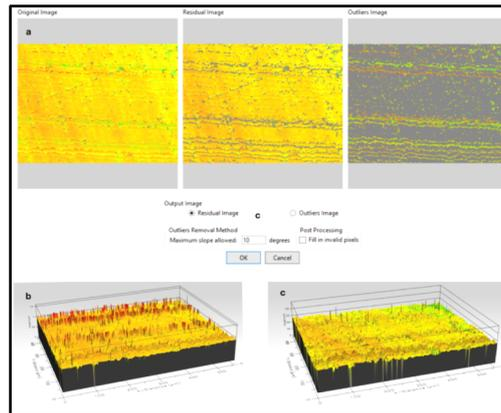 Original Image Residual Image Outliers Image
a
Output Image
Residual Image c Outliers Image
Outliers Removal Method Post Processing
Maximum slope allowed: 10 degrees Fill in invalid pixels
OK Cancel
b c